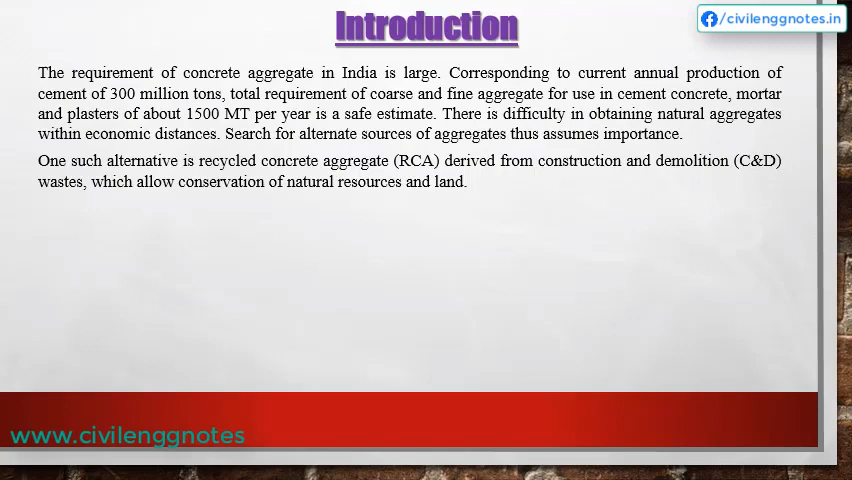 Introduction
/civilenggnotes.in
The requirement of concrete aggregate in India is large. Corresponding to current annual production of
cement of 300 million tons, total requirement of coarse and fine aggregate for use in cement concrete, mortar
and plasters of about 1500 MT per year is a safe estimate. There is difficulty in obtaining natural aggregates
within economic distances. Search for alternate sources of aggregates thus assumes importance.
One such alternative is recycled concrete aggregate (RCA) derived from construction and demolition (C&D)
wastes, which allow conservation of natural resources and land.
www.civilenggnotes